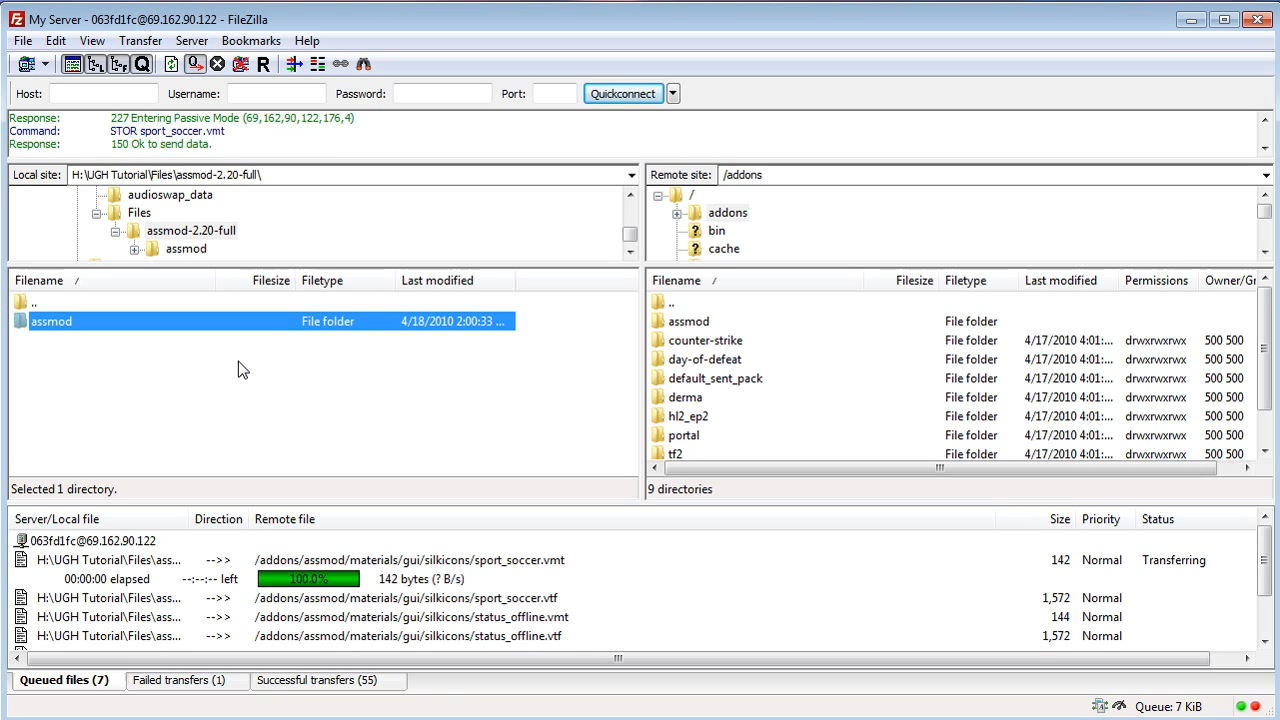 My Server - 063fd1fc@69.162.90.122 - FileZilla
File Edit View Transfer Server Bookmarks Help
Host: Username: Password: Port: Quickconnect
Response: 227 Entering Passive Mode (69,162,90,122,176,4)
Command: STOR sport_soccer.vmt
Response: 150 Ok to send data.
Local site: H:\UGH Tutorial\Files\assmod-2.20-full\ Remote site: /addons
audioswap_data /
Files addons
assmod-2.20-full bin
assmod cache
Filename / Filesize Filetype Last modified Filename / Filesize Filetype Last modified Permissions Owner/Gr
.. ..
assmod File folder 4/18/2010 2:00:33 ... assmod File folder
counter-strike File folder 4/17/2010 4:01:... drwxrwxrwx 500 500
day-of-defeat File folder 4/17/2010 4:01:... drwxrwxrwx 500 500
default_sent_pack File folder 4/17/2010 4:01:... drwxrwxrwx 500 500
derma File folder 4/17/2010 4:01:... drwxrwxrwx 500 500
hl2_ep2 File folder 4/17/2010 4:01:... drwxrwxrwx 500 500
portal File folder 4/17/2010 4:01:... drwxrwxrwx 500 500
tf2 File folder 4/17/2010 4:01:... drwxrwxrwx 500 500
Selected 1 directory. 9 directories
Server/Local file Direction Remote file Size Priority Status
063fd1fc@69.162.90.122
H:\UGH Tutorial\Files\ass... -->> /addons/assmod/materials/gui/silkicons/sport_soccer.vmt 142 Normal Transferring
00:00:00 elapsed --:--:-- left 100.0% 142 bytes (? B/s)
H:\UGH Tutorial\Files\ass... -->> /addons/assmod/materials/gui/silkicons/sport_soccer.vtf 1,572 Normal
H:\UGH Tutorial\Files\ass... -->> /addons/assmod/materials/gui/silkicons/status_offline.vmt 144 Normal
H:\UGH Tutorial\Files\ass... -->> /addons/assmod/materials/gui/silkicons/status_offline.vtf 1,572 Normal
Queued files (7) Failed transfers (1) Successful transfers (55)
Queue: 7 KiB